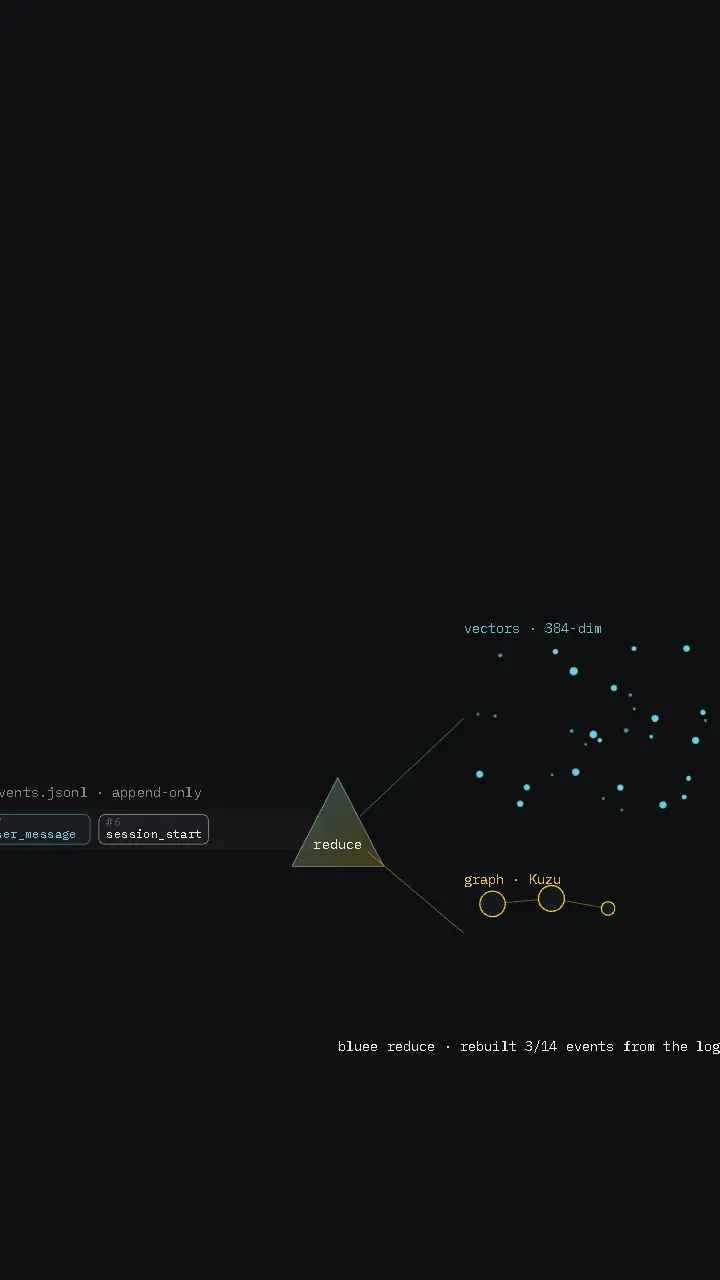 vectors · 384-dim
vents.jsonl · append-only
#6
ser_message
session_start
reduce
graph · Kuzu
bluee reduce · rebuilt 3/14 events from the log